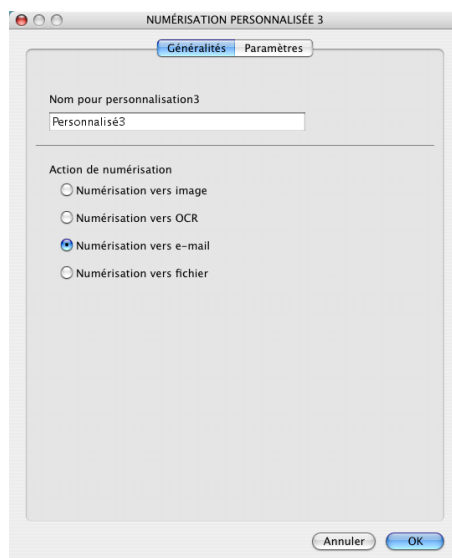 NUMÉRISATION PERSONNALISÉE 3
Généralités Paramètres
Nom pour personnalisation3
Personnalisé3
Action de numérisation
Numérisation vers image
Numérisation vers OCR
Numérisation vers e-mail
Numérisation vers fichier
Annuler OK